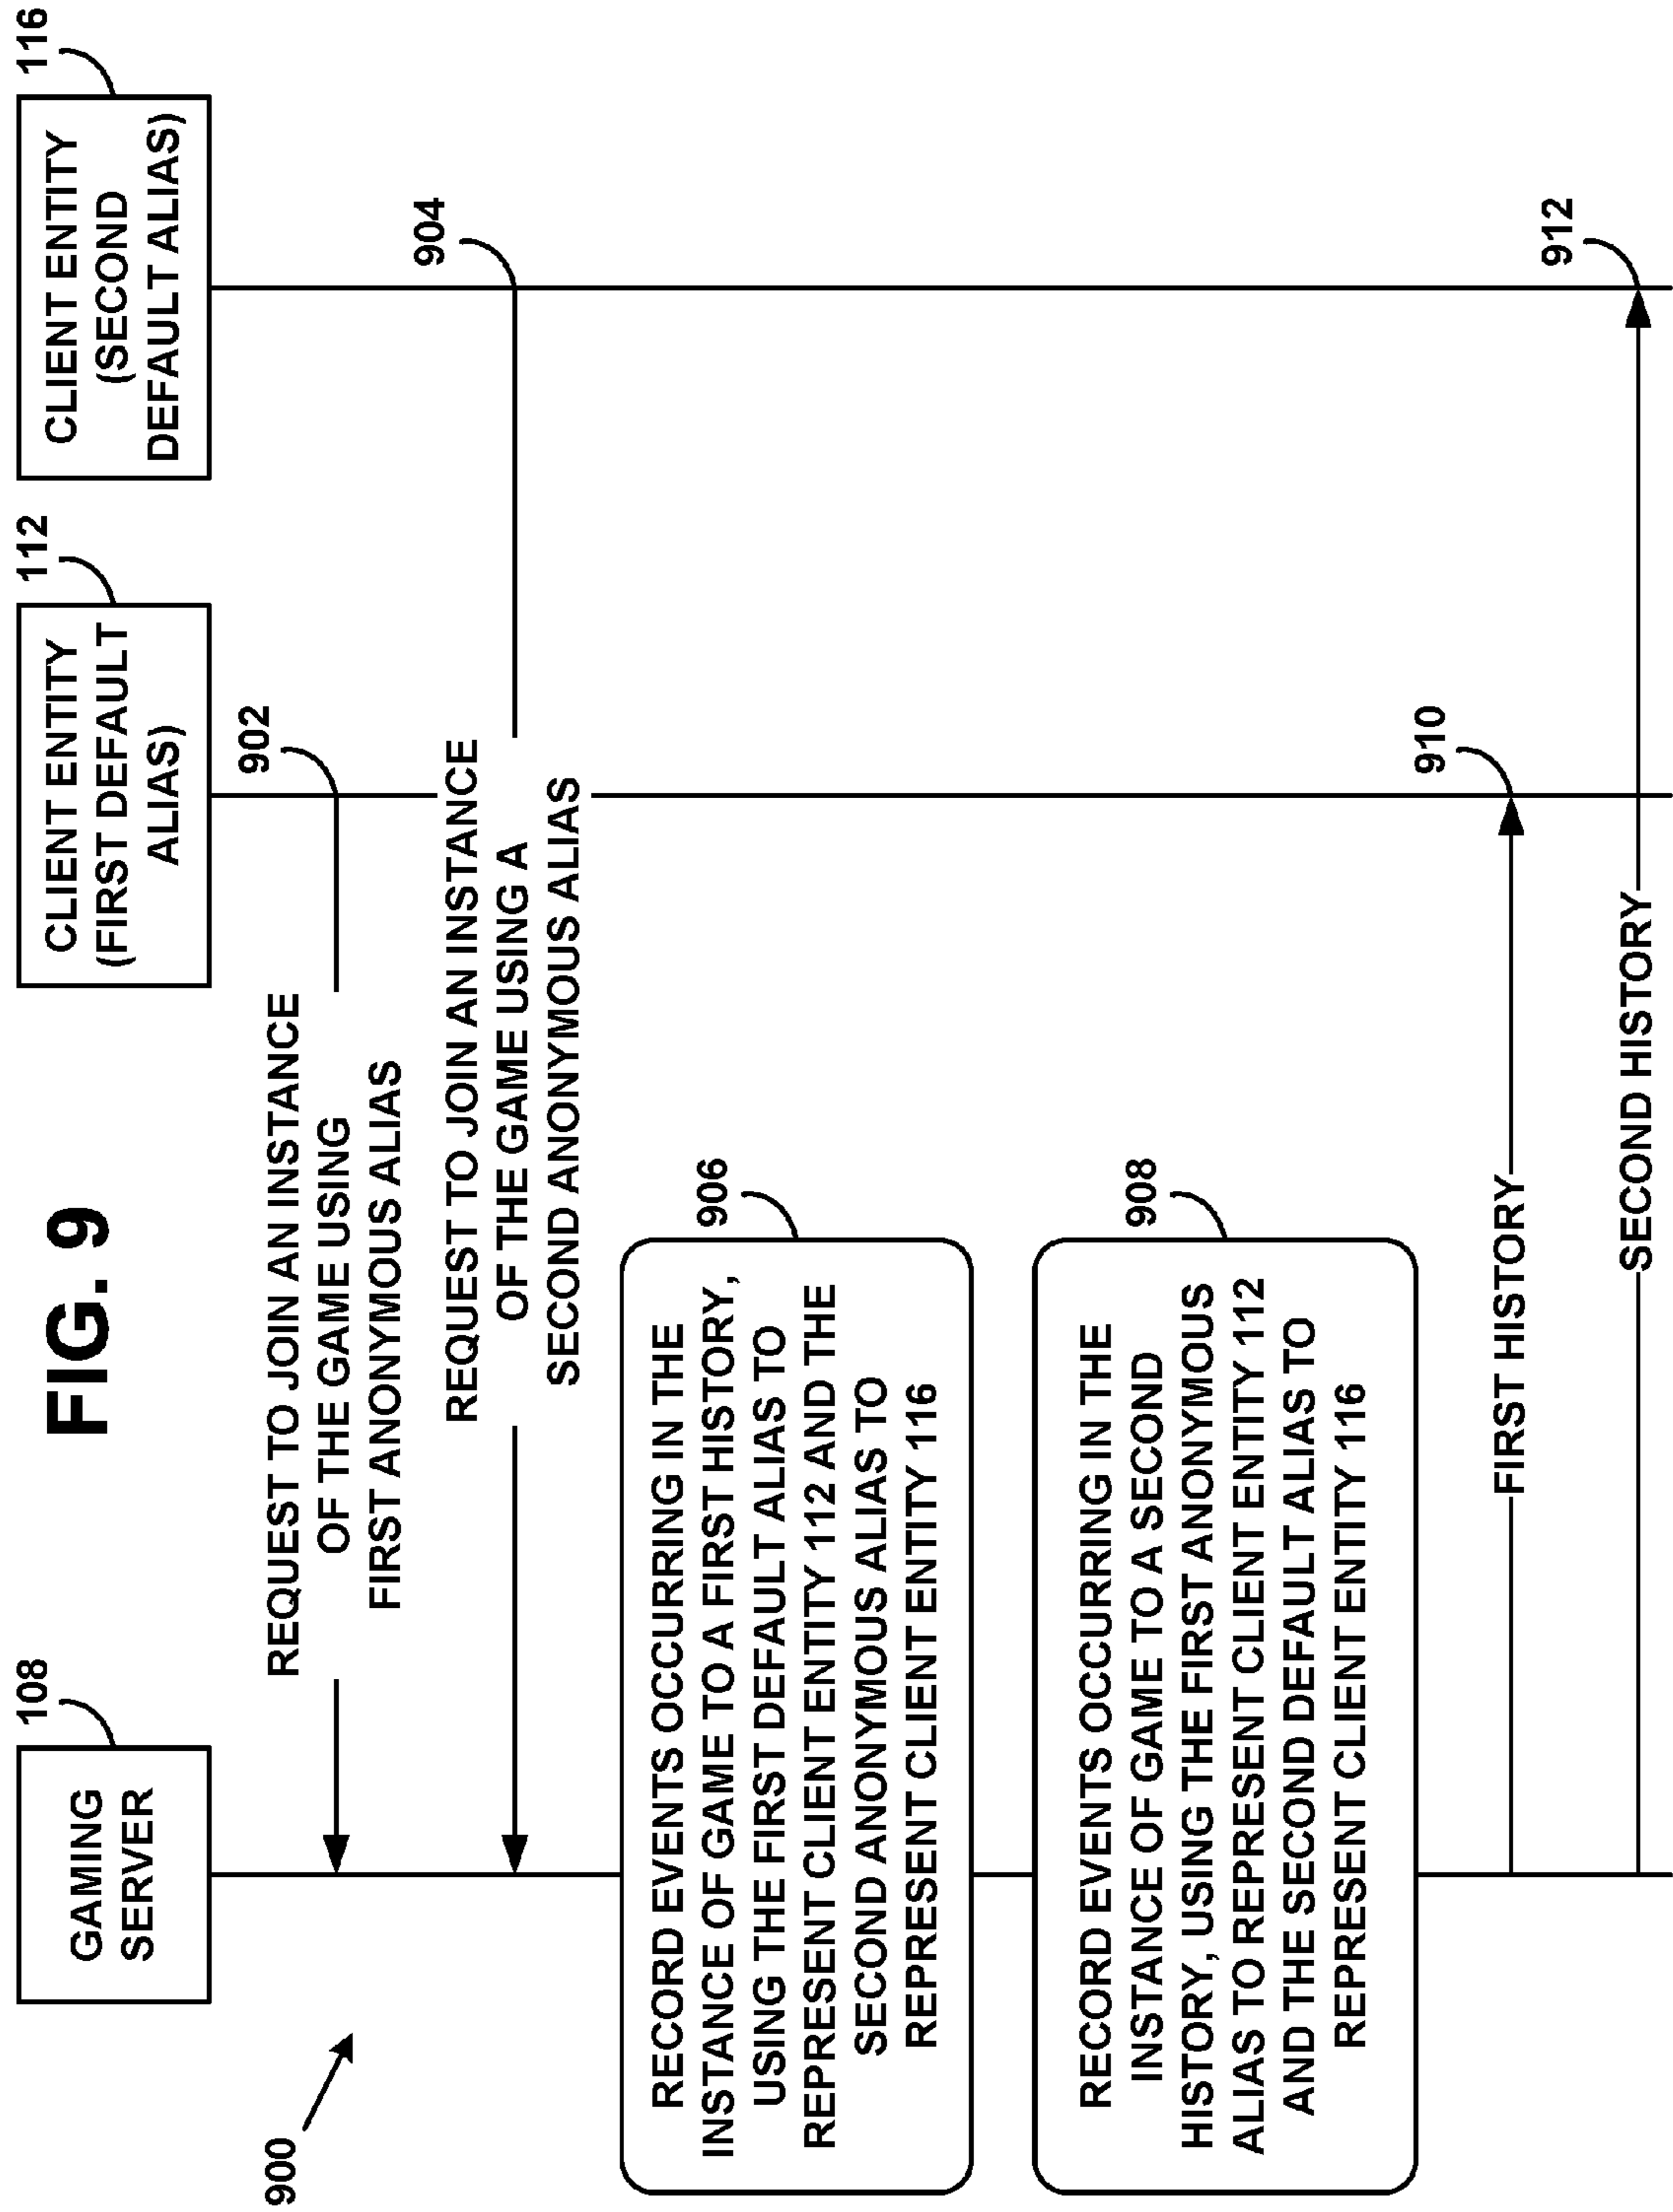 FIG. 9
900
108
GAMING
SERVER
112
CLIENT ENTITY
(FIRST DEFAULT
ALIAS)
116
CLIENT ENTITY
(SECOND
DEFAULT ALIAS)
902
REQUEST TO JOIN AN INSTANCE
OF THE GAME USING
FIRST ANONYMOUS ALIAS
904
REQUEST TO JOIN AN INSTANCE
OF THE GAME USING A
SECOND ANONYMOUS ALIAS
906
RECORD EVENTS OCCURRING IN THE
INSTANCE OF GAME TO A FIRST HISTORY,
USING THE FIRST DEFAULT ALIAS TO
REPRESENT CLIENT ENTITY 112 AND THE
SECOND ANONYMOUS ALIAS TO
REPRESENT CLIENT ENTITY 116
908
RECORD EVENTS OCCURRING IN THE
INSTANCE OF GAME TO A SECOND
HISTORY, USING THE FIRST ANONYMOUS
ALIAS TO REPRESENT CLIENT ENTITY 112
AND THE SECOND DEFAULT ALIAS TO
REPRESENT CLIENT ENTITY 116
910
FIRST HISTORY
912
SECOND HISTORY